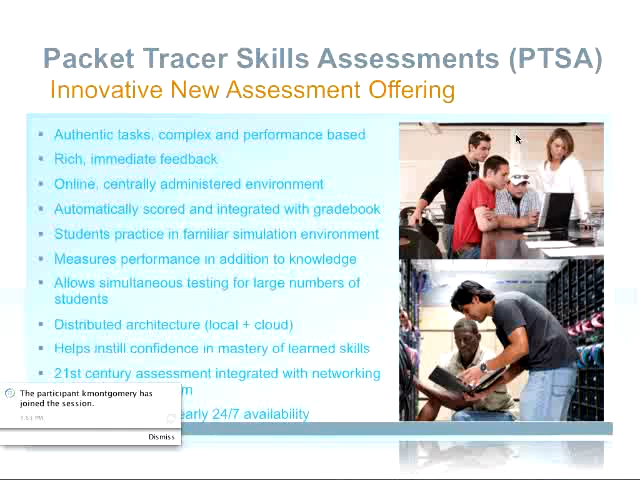 Packet Tracer Skills Assessments (PTSA)
Innovative New Assessment Offering
Authentic tasks, complex and performance based
Rich, immediate feedback
Online, centrally administered environment
Automatically scored and integrated with gradebook
Students practice in familiar simulation environment
Measures performance in addition to knowledge
Allows simultaneous testing for large numbers of
students
Distributed architecture (local + cloud)
Helps instill confidence in mastery of learned skills
21st century assessment integrated with networking
24/7 availability
The participant kmontgomery has
joined the session.
Dismiss